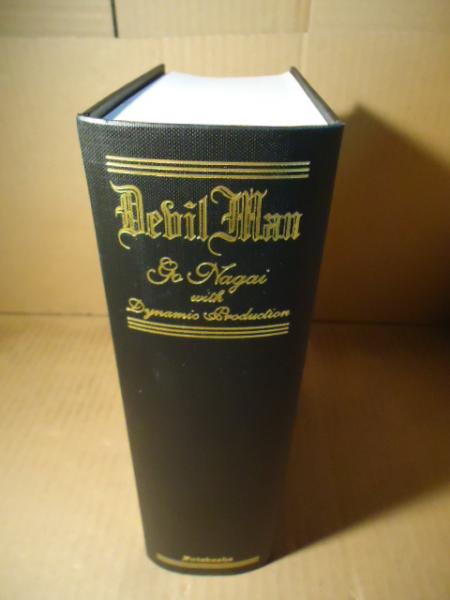 Devil Man
Go Nagai
with
Dynamic Production